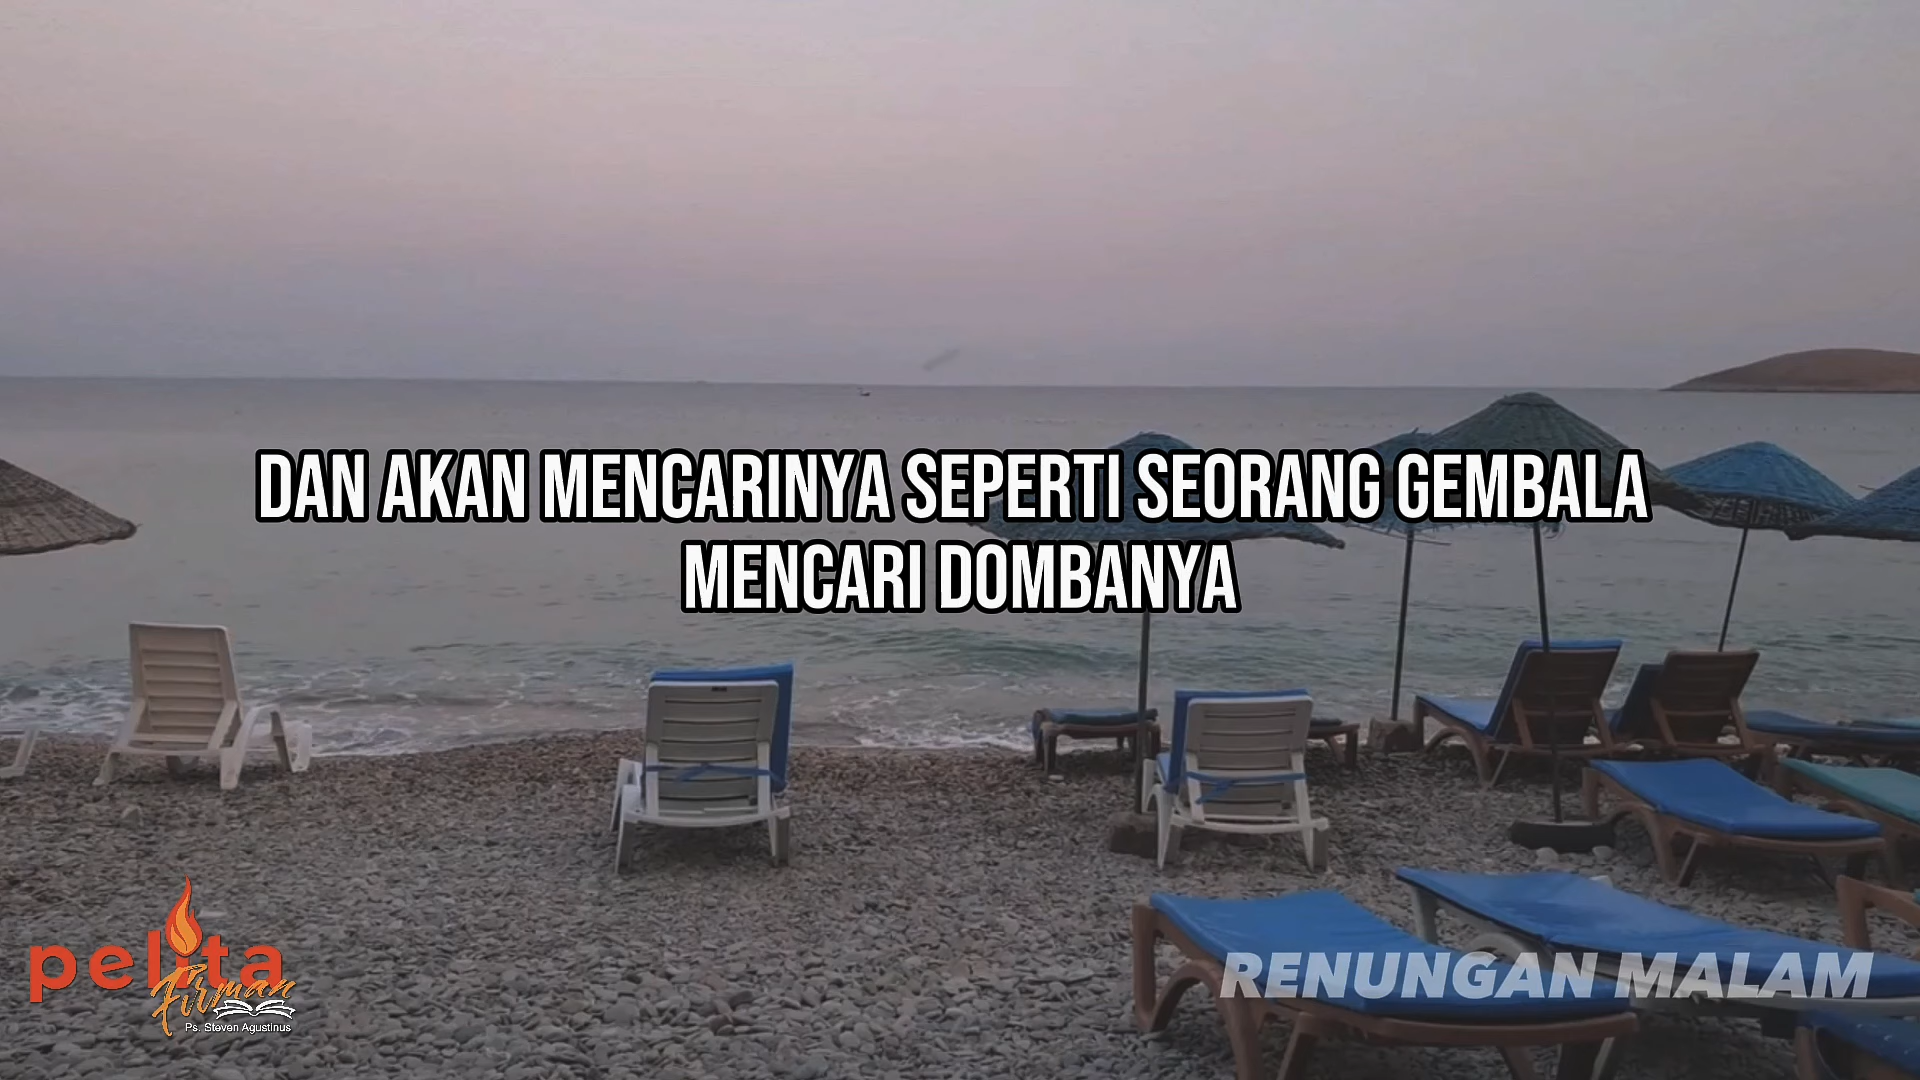 DAN AKAN MENCARINYA SEPERTI SEORANG GEMBALA
MENCARI DOMBANYA
pelita
Firman
Ps. Steven Agustinus
RENUNGAN MALAM